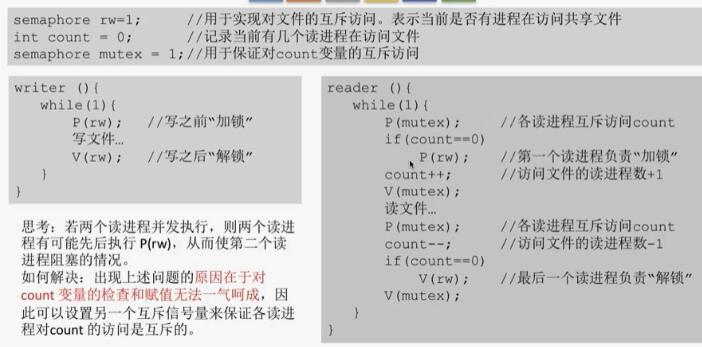 semaphore rw=1;      //用于实现对文件的互斥访问。表示当前是否有进程在访问共享文件
int count = 0;       //记录当前有几个读进程在访问文件
semaphore mutex = 1;//用于保证对count变量的互斥访问
writer (){
while(1){
P(rw);   //写之前“加锁”
写文件…
V(rw);   //写之后“解锁”
}
}
思考：若两个读进程并发执行，则两个读进
程有可能先后执行 P(rw)，从而使第二个读
进程阻塞的情况。
如何解决：出现上述问题的原因在于对
count 变量的检查和赋值无法一气呵成，因
此可以设置另一个互斥信号量来保证各读进
程对count 的访问是互斥的。
reader (){
while(1){
P(mutex);      //各读进程互斥访问count
if(count==0)
P(rw);     //第一个读进程负责“加锁”
count++;       //访问文件的读进程数+1
V(mutex);
读文件…
P(mutex);      //各读进程互斥访问count
count--;       //访问文件的读进程数-1
if(count==0)
V(rw);     //最后一个读进程负责“解锁”
V(mutex);
}
}